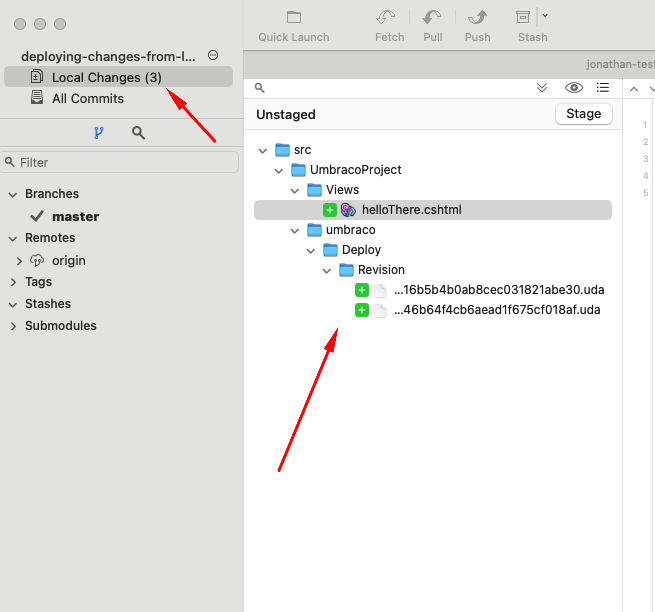 Quick Launch
Fetch
Pull
Push
Stash
deploying-changes-from-l...
jonathan-test
Local Changes (3)
All Commits
Filter
Branches
master
Remotes
origin
Tags
Stashes
Submodules
Unstaged
Stage
src
UmbracoProject
Views
helloThere.cshtml
umbraco
Deploy
Revision
...16b5b4b0ab8cec031821abe30.uda
...46b64f4cb6aead1f675cf018af.uda
1
2
3
4
5